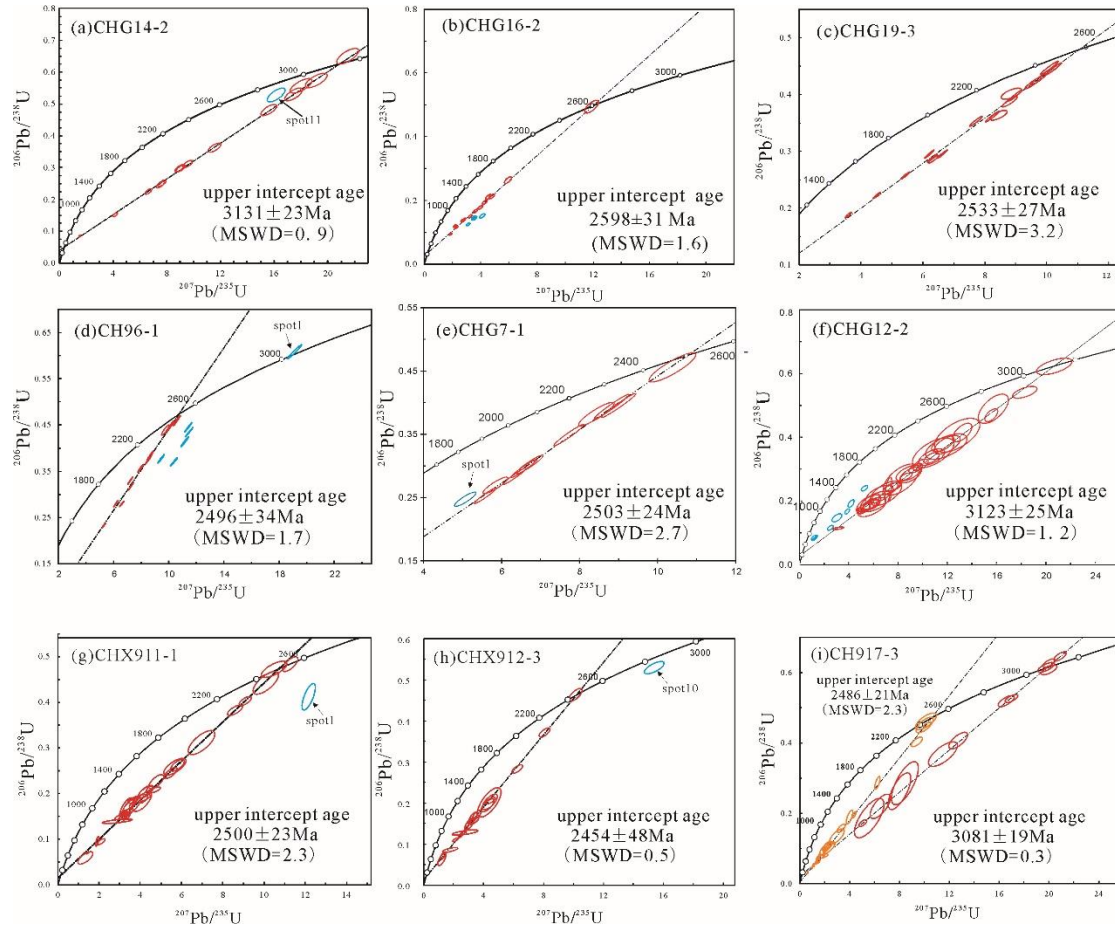 (a)CHG14-2
0.8
0.6
0.4
0.2
0.0
0
4
8
12
16
20
1000
1400
1800
2200
2600
3000
spot11
upper intercept age
3131±23Ma
(MSWD=0. 9)
206Pb/238U
207Pb/235U
(b)CHG16-2
0.8
0.6
0.4
0.2
0.0
0
4
8
12
16
20
1000
1400
1800
2200
2600
3000
upper intercept age
2598±31 Ma
(MSWD=1.6)
206Pb/238U
207Pb/235U
(c)CHG19-3
0.5
0.4
0.3
0.2
0.1
2
4
6
8
10
12
1400
1800
2200
2600
upper intercept age
2533±27Ma
(MSWD=3.2)
206Pb/238U
207Pb/235U
(d)CH96-1
0.65
0.55
0.45
0.35
0.25
0.15
2
6
10
14
18
22
1800
2200
2600
3000
spot1
upper intercept age
2496±34Ma
(MSWD=1.7)
206Pb/238U
207Pb/235U
(e)CHG7-1
0.55
0.45
0.35
0.25
0.15
4
6
8
10
12
1800
2000
2200
2400
2600
spot1
upper intercept age
2503±24Ma
(MSWD=2.7)
206Pb/238U
207Pb/235U
(f)CHG12-2
0.8
0.6
0.4
0.2
0.0
0
4
8
12
16
20
24
1000
1400
1800
2200
2600
3000
upper intercept age
3123±25Ma
(MSWD=1. 2)
206Pb/238U
207Pb/235U
(g)CHX911-1
0.5
0.4
0.3
0.2
0.1
0.0
0
2
4
6
8
10
12
14
1000
1400
1800
2200
2600
spot1
upper intercept age
2500±23Ma
(MSWD=2.3)
206Pb/238U
207Pb/235U
(h)CHX912-3
0.6
0.5
0.4
0.3
0.2
0.1
0.0
0
4
8
12
16
1000
1400
1800
2200
2600
3000
spot10
upper intercept age
2454±48Ma
(MSWD=0.5)
206Pb/238U
207Pb/235U
(i)CH917-3
upper intercept age
2486±21Ma
(MSWD=2.3)
0.8
0.6
0.4
0.2
0.0
0
4
8
12
16
20
24
1000
1400
1800
2200
2600
3000
upper intercept age
3081±19Ma
(MSWD=0.3)
206Pb/238U
207Pb/235U